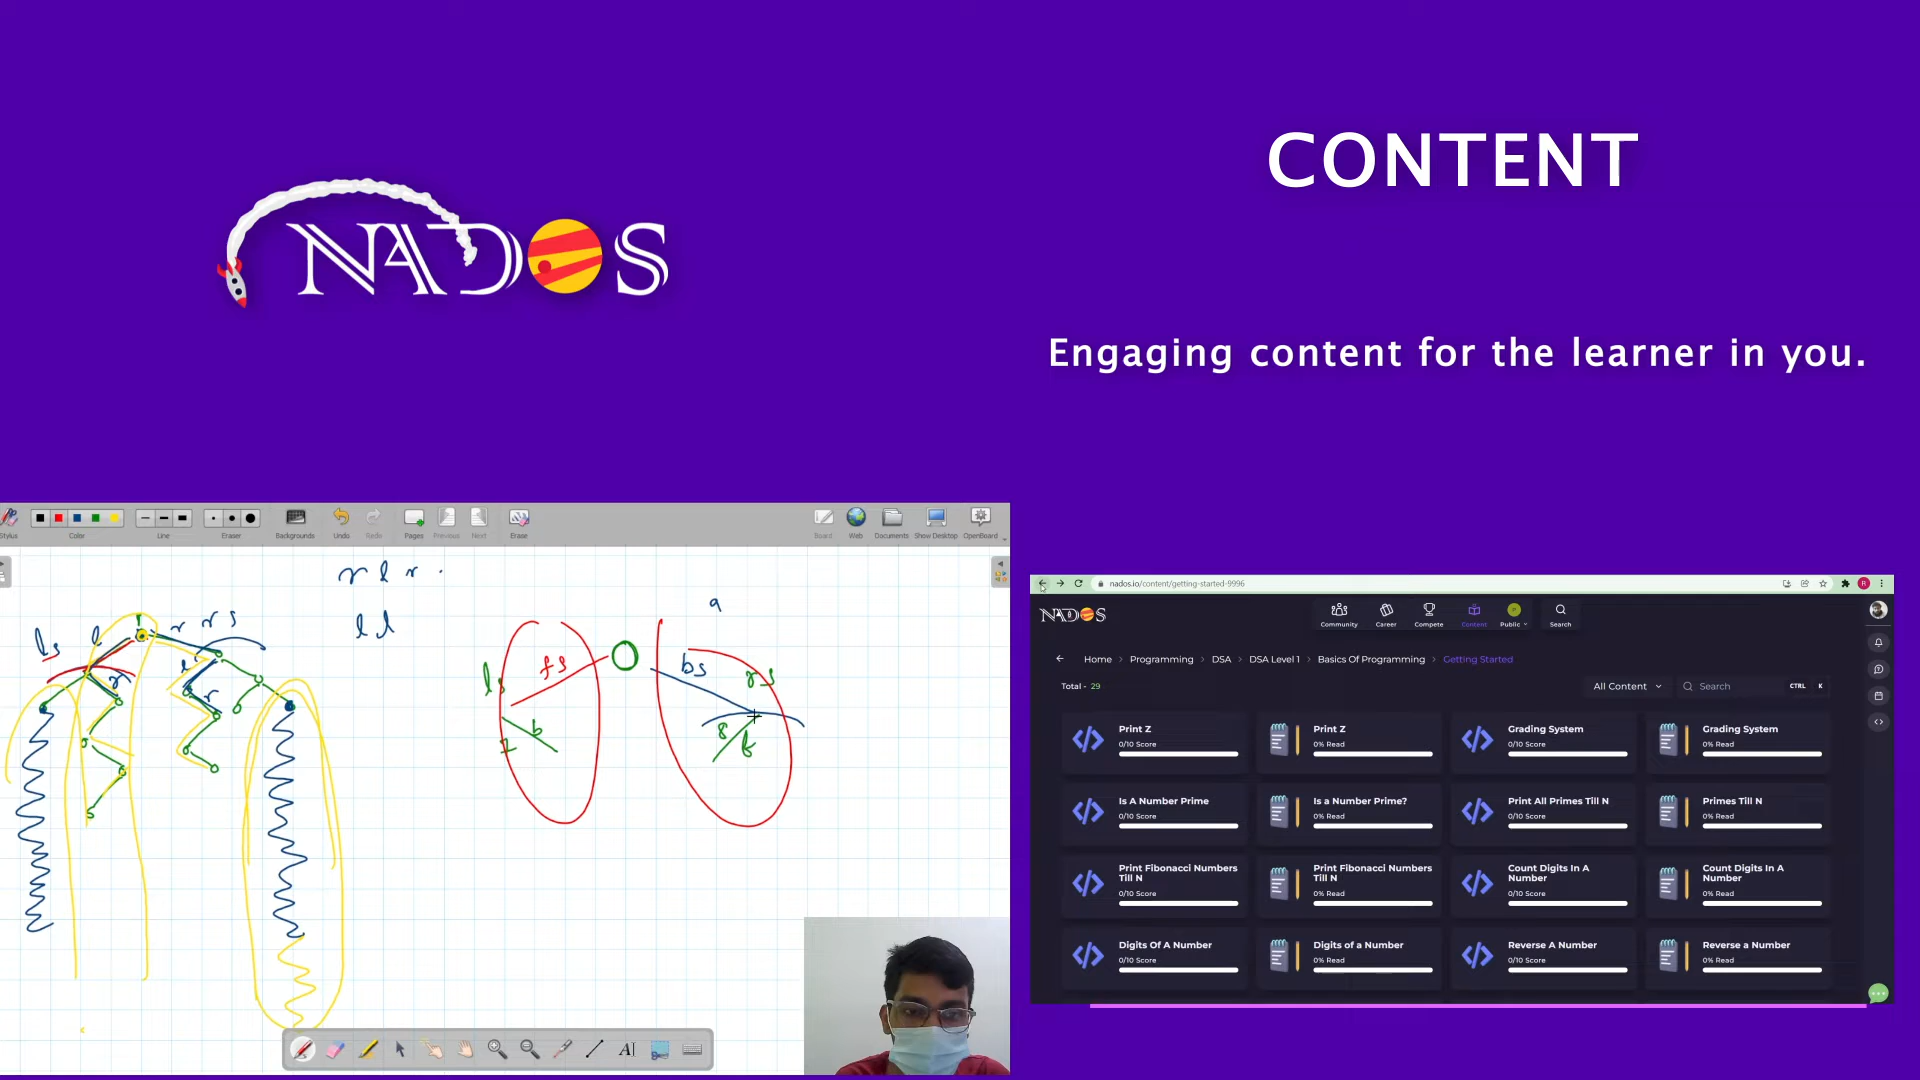 NADOS
CONTENT
Engaging content for the learner in you.
Stylus
Color
Line
Eraser
Backgrounds
Undo
Redo
Pages
Previous
Next
Erase
Board
Web
Documents
Show Desktop
OpenBoard
r l r .
l l
ls
l
r
r s
l
r
r
a
ls
fs
b
bs
rs
8
b
nados.io/content/getting-started-9996
NADOS
Community
Career
Compete
Content
Public
Search
Home > Programming > DSA > DSA Level 1 > Basics Of Programming > Getting Started
Total - 29
All Content
Search
CTRL
K
Print Z
0/10 Score
Print Z
0% Read
Grading System
0/10 Score
Grading System
0% Read
Is A Number Prime
0/10 Score
Is a Number Prime?
0% Read
Print All Primes Till N
0/10 Score
Primes Till N
0% Read
Print Fibonacci Numbers
Till N
0/10 Score
Print Fibonacci Numbers
Till N
0% Read
Count Digits In A
Number
0/10 Score
Count Digits In A
Number
0% Read
Digits Of A Number
0/10 Score
Digits of a Number
0% Read
Reverse A Number
0/10 Score
Reverse a Number
0% Read